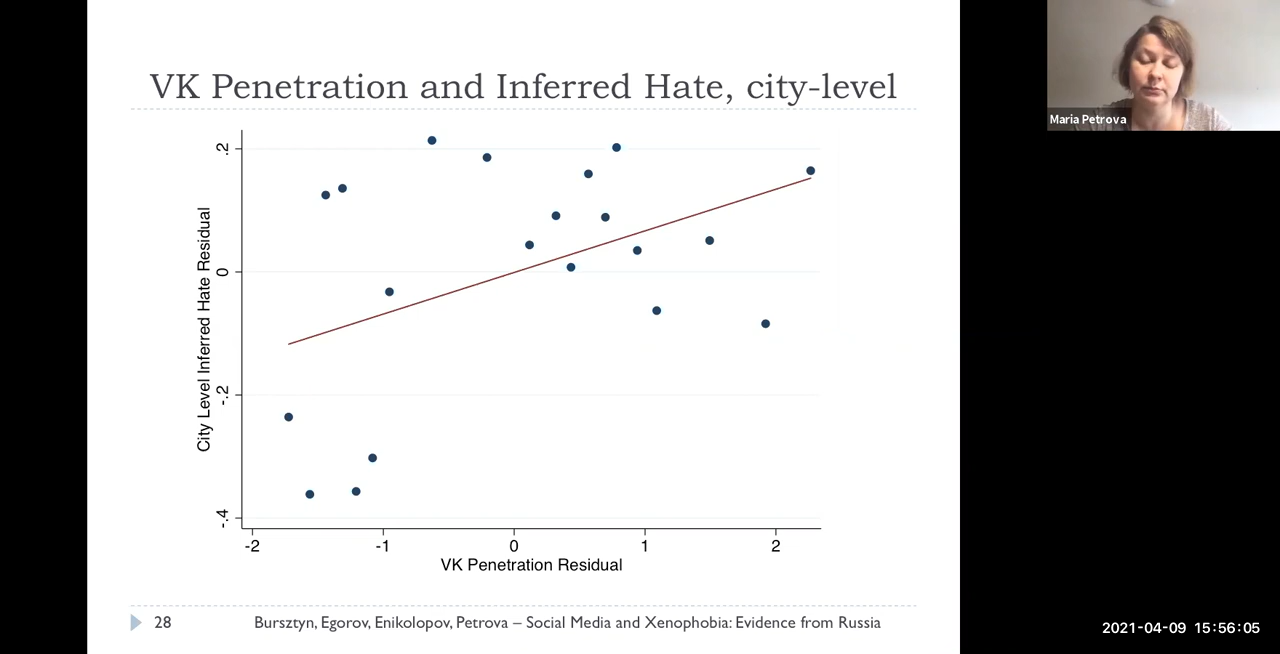 VK Penetration and Inferred Hate, city-level
Maria Petrova
City Level Inferred Hate Residual
.2
0
-.2
-.4
-2 -1 0 1 2
VK Penetration Residual
28 Bursztyn, Egorov, Enikolopov, Petrova – Social Media and Xenophobia: Evidence from Russia
2021-04-09 15:56:05